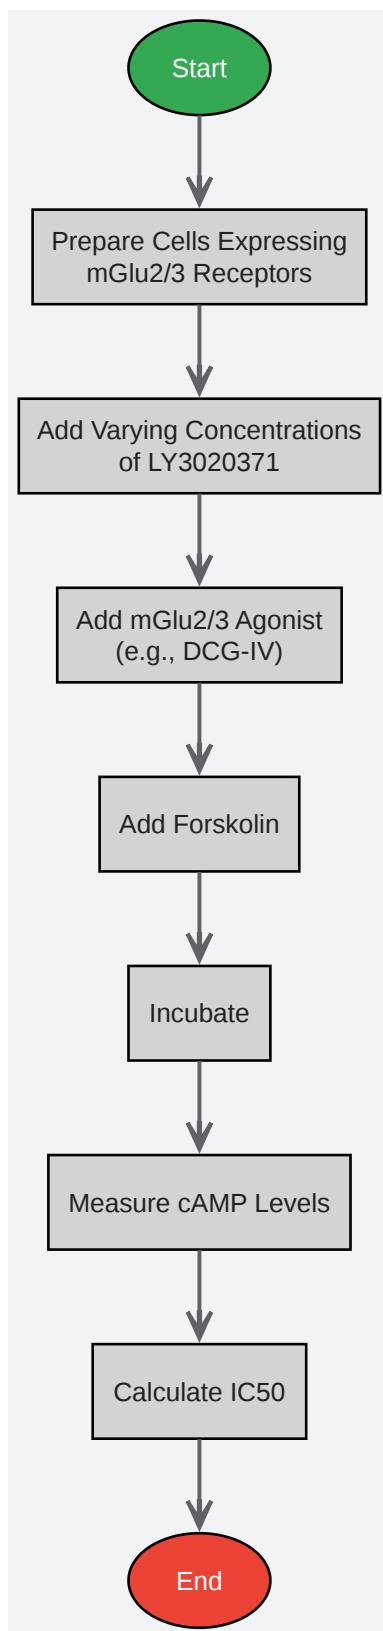 Start
Prepare Cells Expressing
mGlu2/3 Receptors
Add Varying Concentrations
of LY3020371
Add mGlu2/3 Agonist
(e.g., DCG-IV)
Add Forskolin
Incubate
Measure cAMP Levels
Calculate IC50
End